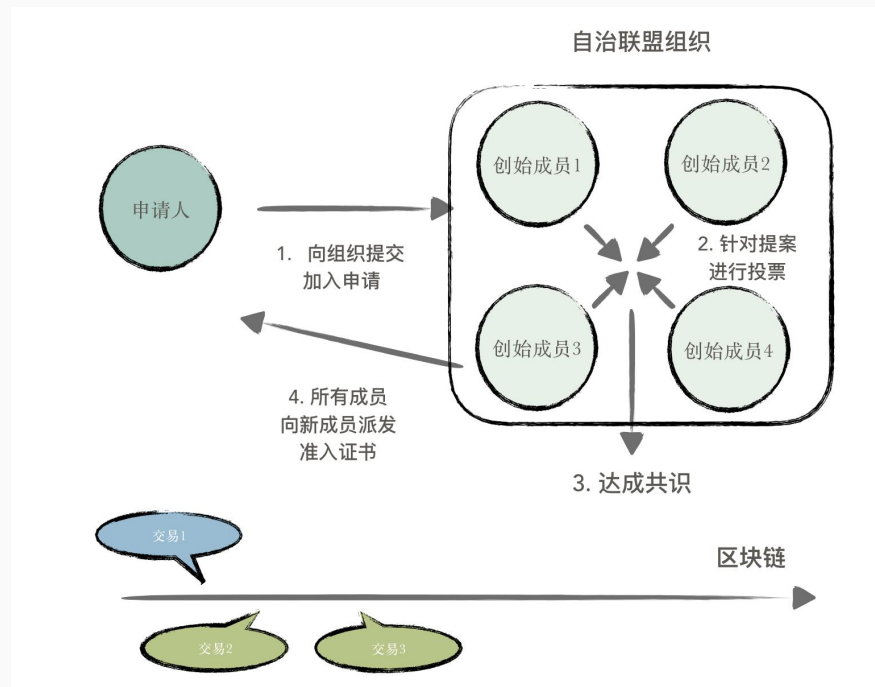 自治联盟组织
创始成员1
创始成员2
申请人
1. 向组织提交
加入申请
2. 针对提案
进行投票
创始成员3
创始成员4
4. 所有成员
向新成员派发
准入证书
3. 达成共识
交易1
区块链
交易2
交易3